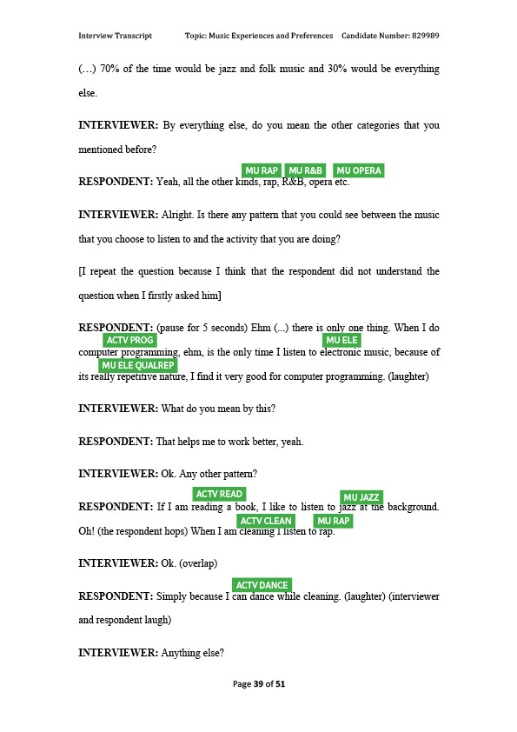 Interview Transcript Topic: Music Experiences and Preferences Candidate Number: 829989
(…) 70% of the time would be jazz and folk music and 30% would be everything
else.
INTERVIEWER: By everything else, do you mean the other categories that you
mentioned before?
MU RAP MU R&B MU OPERA
RESPONDENT: Yeah, all the other kinds, rap, R&B, opera etc.
INTERVIEWER: Alright. Is there any pattern that you could see between the music
that you choose to listen to and the activity that you are doing?
[I repeat the question because I think that the respondent did not understand the
question when I firstly asked him]
RESPONDENT: (pause for 5 seconds) Ehm (...) there is only one thing. When I do
ACTV PROG MU ELE
computer programming, ehm, is the only time I listen to electronic music, because of
MU ELE QUALREP
its really repetitive nature, I find it very good for computer programming. (laughter)
INTERVIEWER: What do you mean by this?
RESPONDENT: That helps me to work better, yeah.
INTERVIEWER: Ok. Any other pattern?
ACTV READ MU JAZZ
RESPONDENT: If I am reading a book, I like to listen to jazz at the background.
ACTV CLEAN MU RAP
Oh! (the respondent hops) When I am cleaning I listen to rap.
INTERVIEWER: Ok. (overlap)
ACTV DANCE
RESPONDENT: Simply because I can dance while cleaning. (laughter) (interviewer
and respondent laugh)
INTERVIEWER: Anything else?
Page 39 of 51